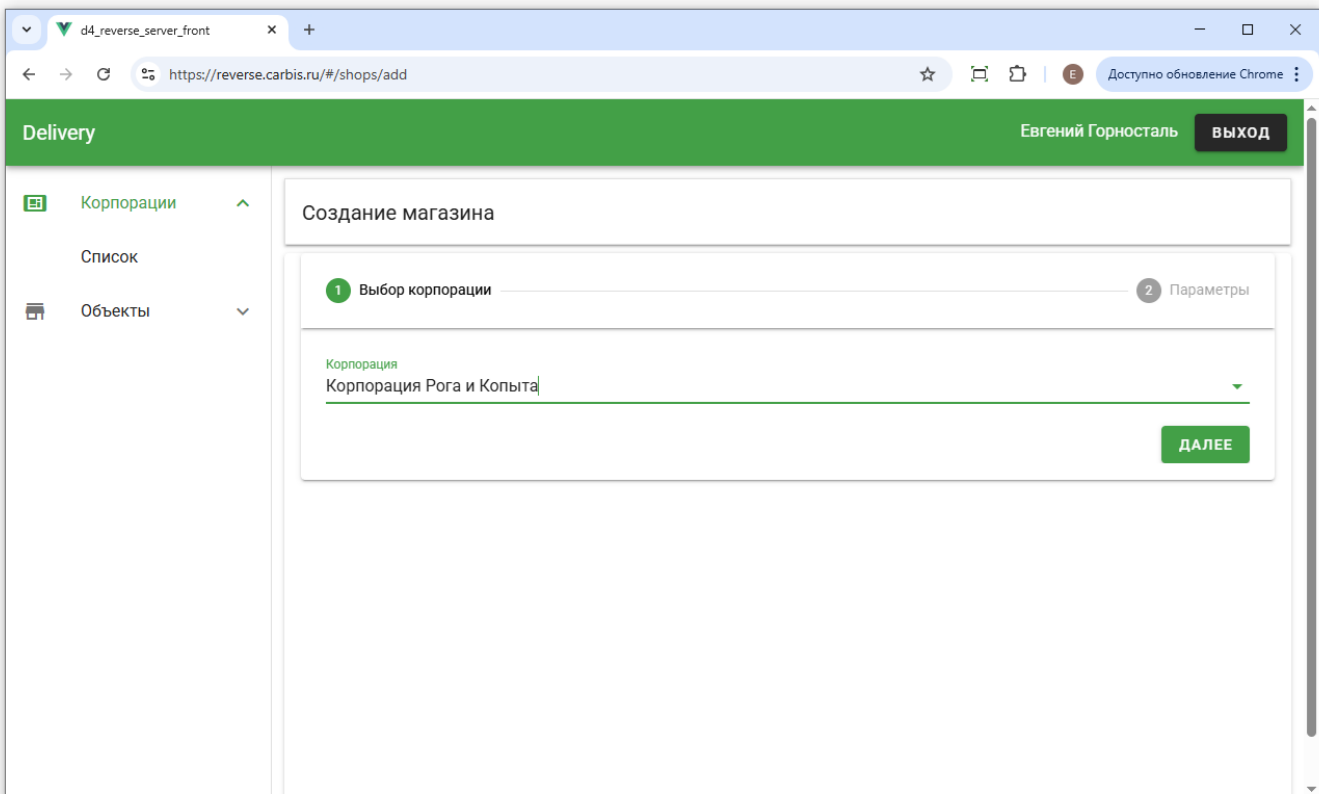 d4_reverse_server_front
https://reverse.carbis.ru/#/shops/add
E
Доступно обновление Chrome
Delivery
Евгений Горносталь
ВЫХОД
Корпорации
Список
Объекты
Создание магазина
1 Выбор корпорации
2 Параметры
Корпорация
Корпорация Рога и Копыта
ДАЛЕЕ